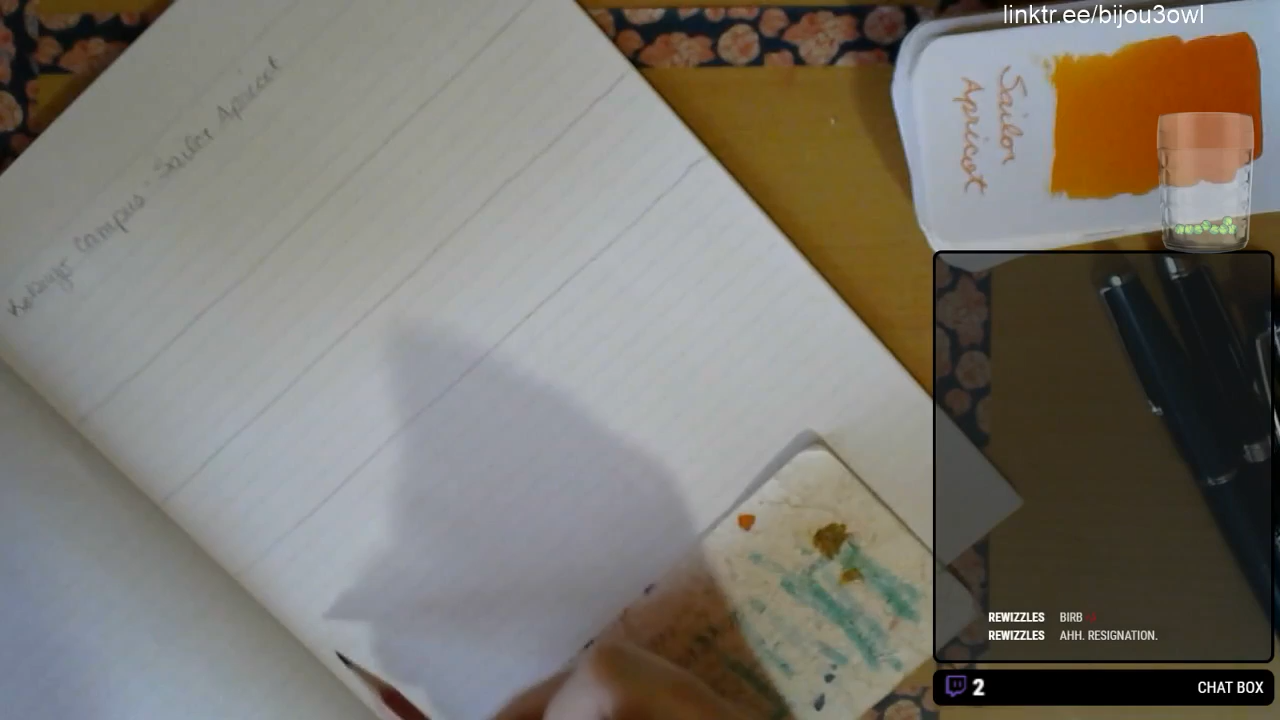 linktr.ee/bijou3owl
Kokuyo Campus - Sailor Apricot
Sailor
Apricot
REWIZZLES BIRB
REWIZZLES AHH. RESIGNATION.
2 CHAT BOX